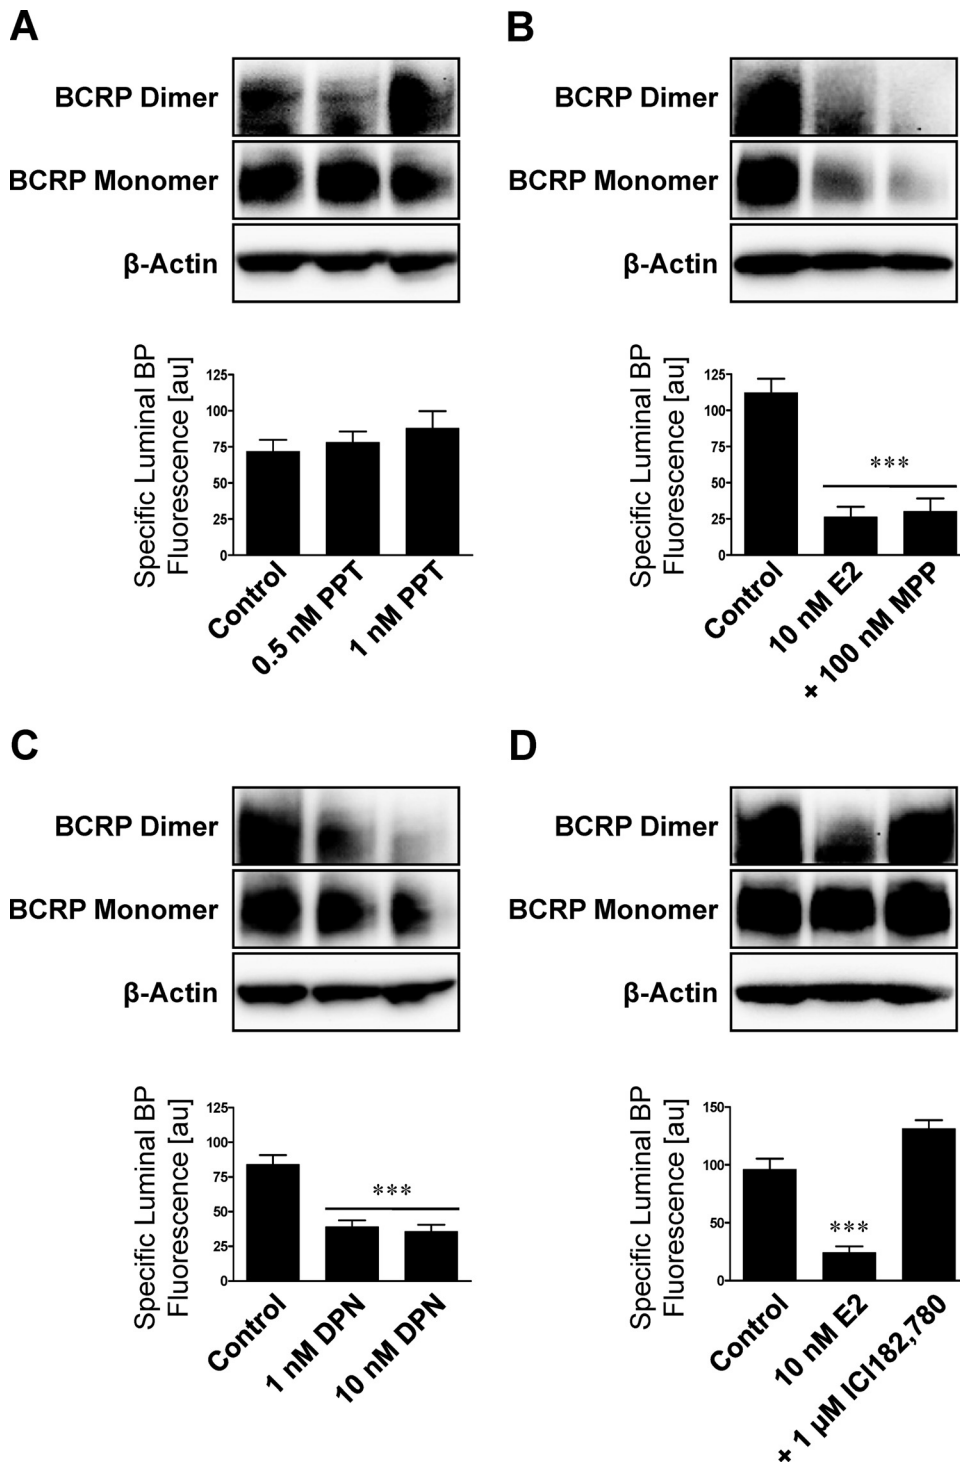 A
BCRP Dimer
BCRP Monomer
β-Actin
Specific Luminal BP
Fluorescence [au]
125
100
75
50
25
0
Control
0.5 nM PPT
1 nM PPT
B
BCRP Dimer
BCRP Monomer
β-Actin
Specific Luminal BP
Fluorescence [au]
125
100
75
50
25
0
***
Control
10 nM E2
+ 100 nM MPP
C
BCRP Dimer
BCRP Monomer
β-Actin
Specific Luminal BP
Fluorescence [au]
125
100
75
50
25
0
***
Control
1 nM DPN
10 nM DPN
D
BCRP Dimer
BCRP Monomer
β-Actin
Specific Luminal BP
Fluorescence [au]
150
100
50
0
***
Control
10 nM E2
+ 1 µM ICI182,780